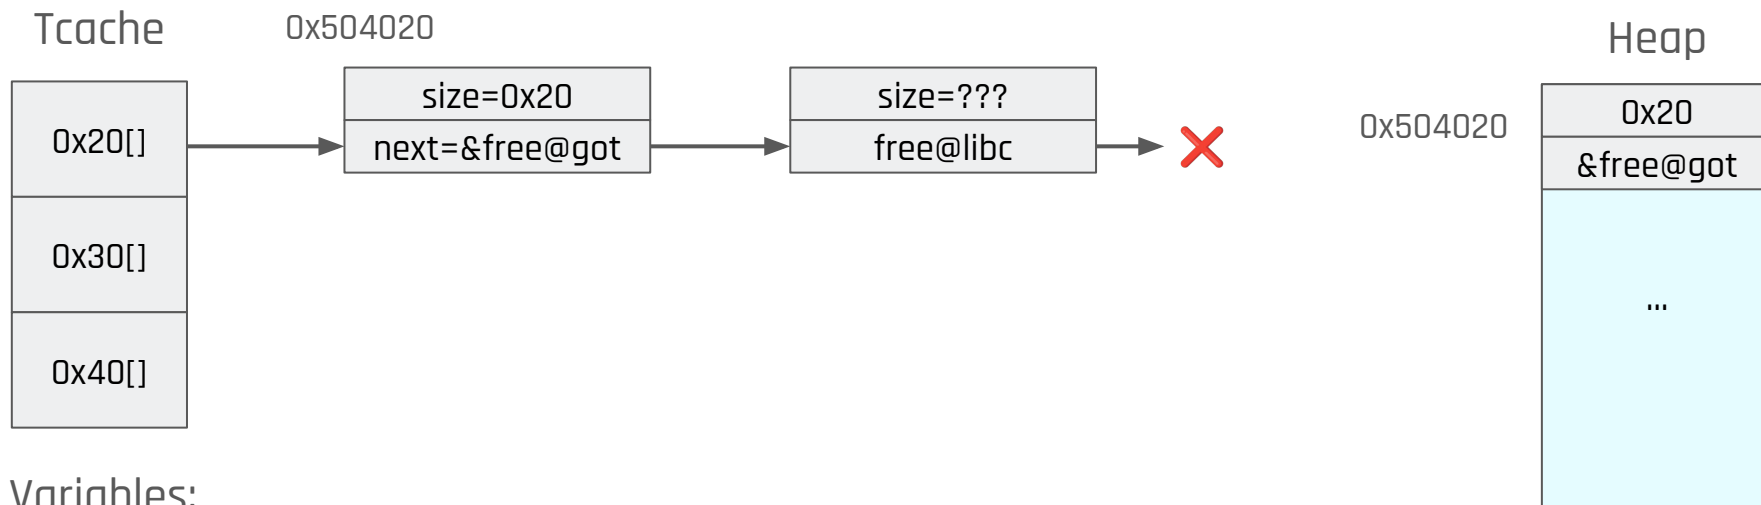 Tcache
0x504020
Heap
size=0x20
next=&free@got
size=???
free@libc
0x20[]
0x30[]
0x40[]
0x504020
0x20
&free@got
...
Variables: